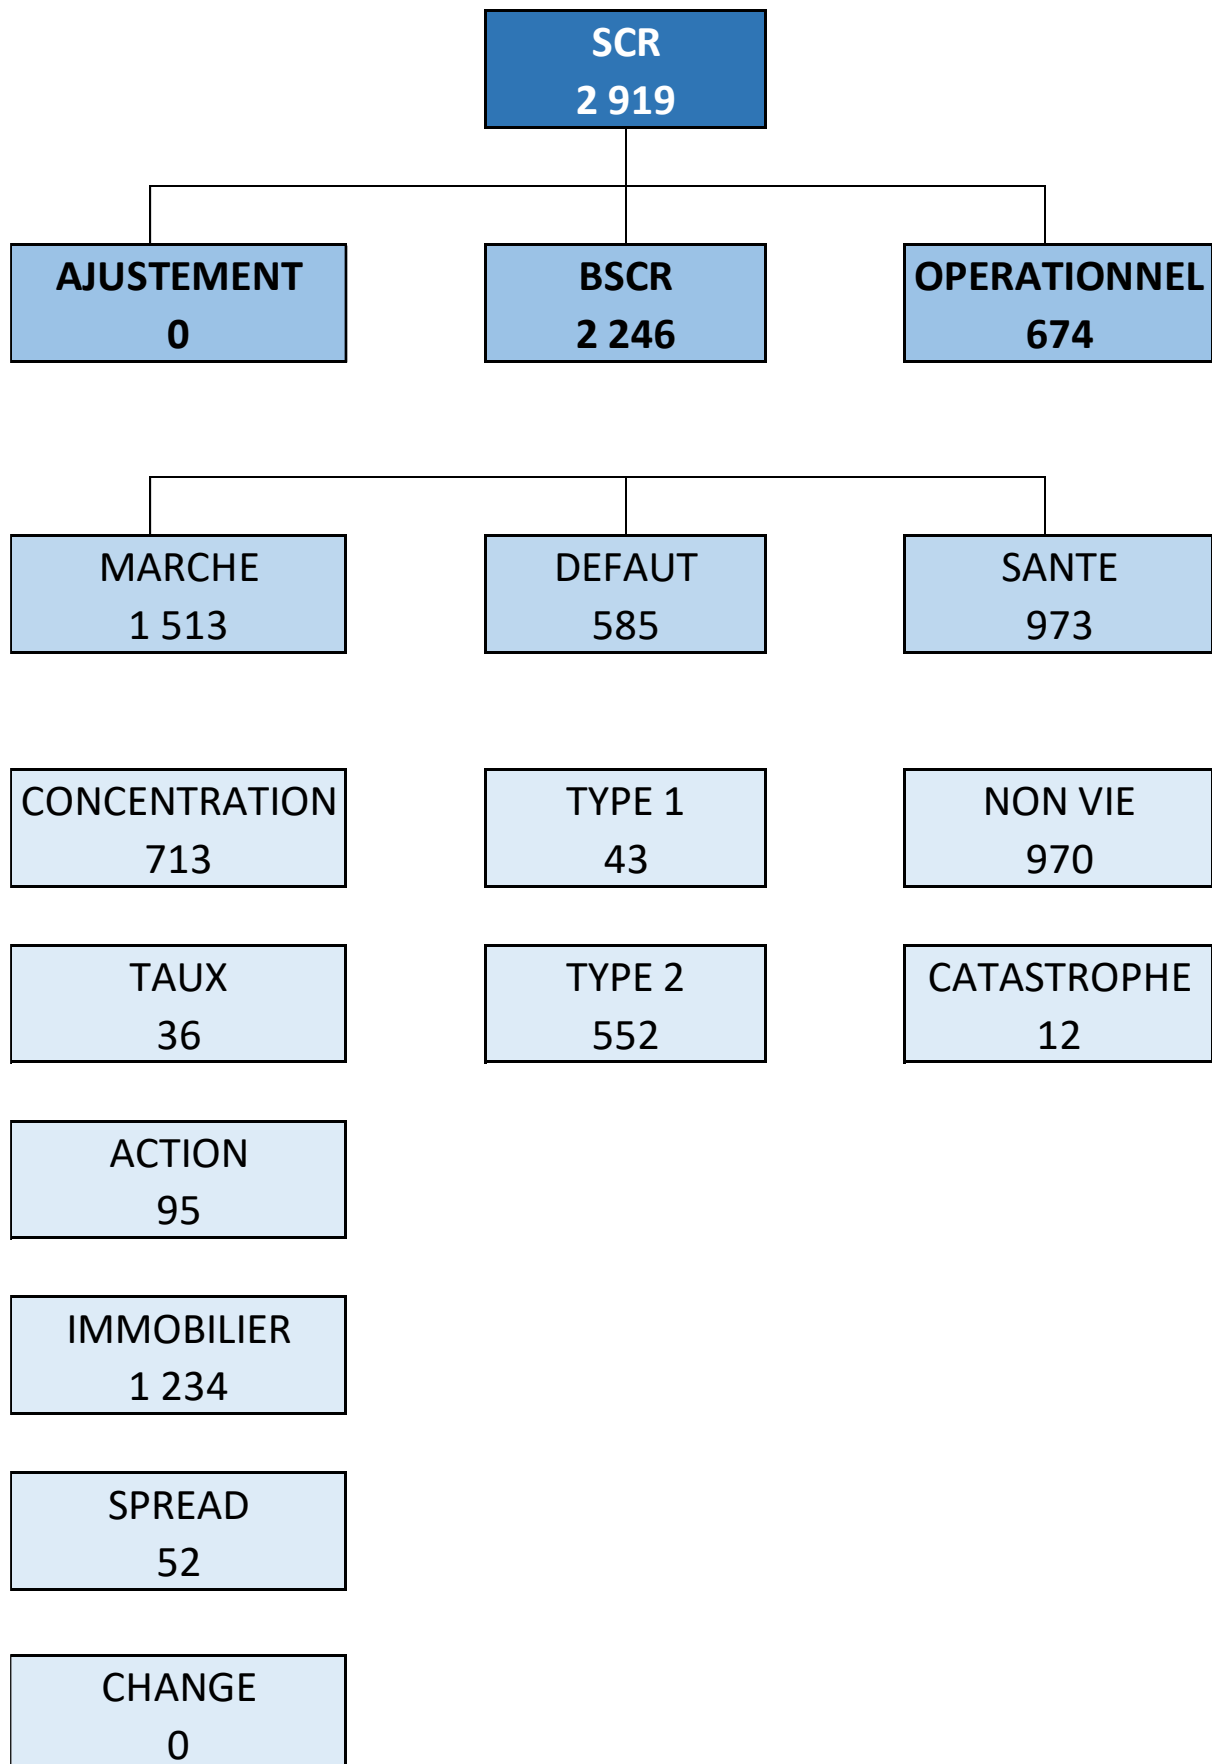 SCR
2 919
AJUSTEMENT
0
BSCR
2 246
OPERATIONNEL
674
MARCHE
1 513
DEFAUT
585
SANTE
973
CONCENTRATION
713
TYPE 1
43
NON VIE
970
TAUX
36
TYPE 2
552
CATASTROPHE
12
ACTION
95
IMMOBILIER
1 234
SPREAD
52
CHANGE
0